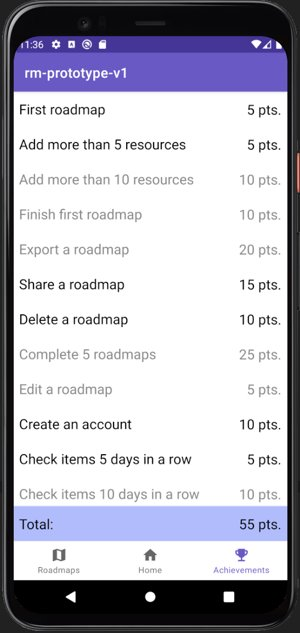 11:36
rm-prototype-v1
First roadmap 5 pts.
Add more than 5 resources 5 pts.
Add more than 10 resources 10 pts.
Finish first roadmap 10 pts.
Export a roadmap 20 pts.
Share a roadmap 15 pts.
Delete a roadmap 10 pts.
Complete 5 roadmaps 25 pts.
Edit a roadmap 5 pts.
Create an account 10 pts.
Check items 5 days in a row 5 pts.
Check items 10 days in a row 10 pts.
Total: 55 pts.
Roadmaps Home Achievements